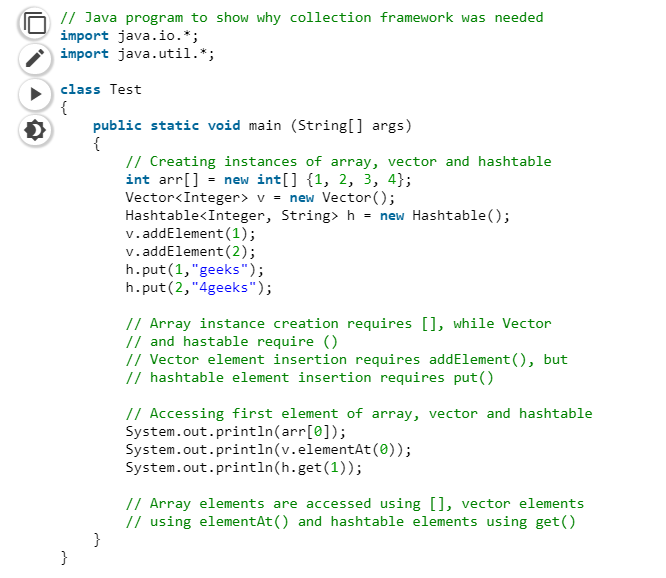 // Java program to show why collection framework was needed
import java.io.*;
import java.util.*;
class Test
{
public static void main (String[] args)
{
// Creating instances of array, vector and hashtable
int arr[] = new int[] {1, 2, 3, 4};
Vector<Integer> v = new Vector();
Hashtable<Integer, String> h = new Hashtable();
v.addElement(1);
v.addElement(2);
h.put(1,"geeks");
h.put(2,"4geeks");
// Array instance creation requires [], while Vector
// and hastable require ()
// Vector element insertion requires addElement(), but
// hashtable element insertion requires put()
// Accessing first element of array, vector and hashtable
System.out.println(arr[0]);
System.out.println(v.elementAt(0));
System.out.println(h.get(1));
// Array elements are accessed using [], vector elements
// using elementAt() and hashtable elements using get()
}
}